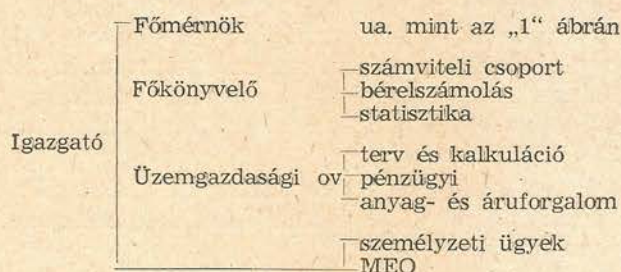 Főmérnök ua. mint az „1“ ábrán
számviteli csoport
Főkönyvelő bérelszámolás
statisztika
Igazgató
terv és kalkuláció
Üzemgazdasági ov pénzügyi
anyag- és áruforgalom
személyzeti ügyek
MEO